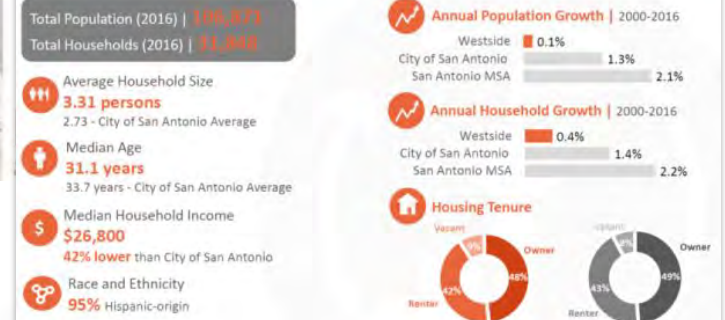 Total Population (2016) | 106,871
Total Households (2016) |
Average Household Size
3.31 persons
2.73 - City of San Antonio Average
Median Age
31.1 years
33.7 years - City of San Antonio Average
Median Household Income
$
$26,800
42% lower than City of San Antonio
Race and Ethnicity
95% Hispanic-origin
Annual Population Growth | 2000-2016
Westside 0.1%
City of San Antonio 1.3%
San Antonio MSA 2.1%
Annual Household Growth | 2000-2016
Westside 0.4%
City of San Antonio 1.4%
San Antonio MSA 2.2%
Housing Tenure
Vacant
9%
Owner
48%
42%
Renter
Owner
49%
43%
Renter